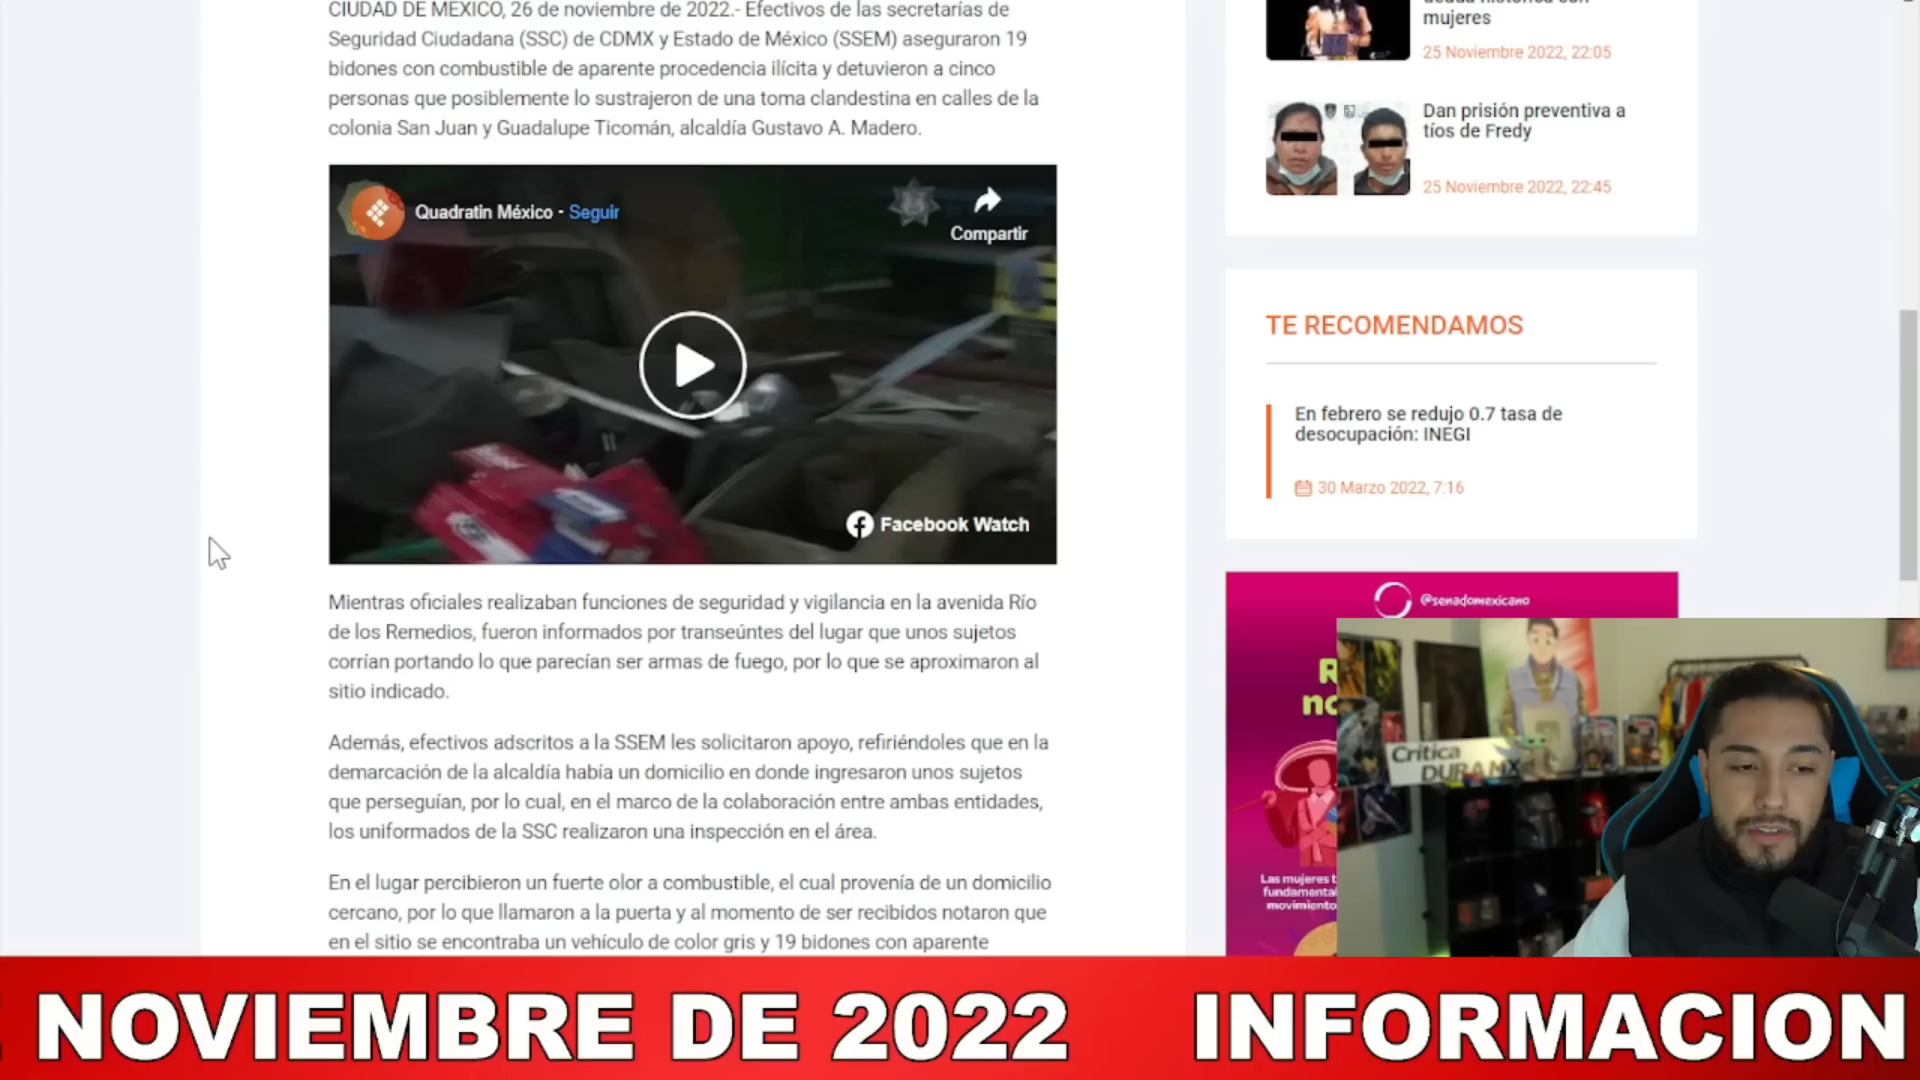 CIUDAD DE MEXICO, 26 de noviembre de 2022.- Efectivos de las secretarías de
Seguridad Ciudadana (SSC) de CDMX y Estado de México (SSEM) aseguraron 19
bidones con combustible de aparente procedencia ilícita y detuvieron a cinco
personas que posiblemente lo sustrajeron de una toma clandestina en calles de la
colonia San Juan y Guadalupe Ticomán, alcaldía Gustavo A. Madero.
Quadratin México - Seguir
Compartir
Facebook Watch
Mientras oficiales realizaban funciones de seguridad y vigilancia en la avenida Río
de los Remedios, fueron informados por transeúntes del lugar que unos sujetos
corrían portando lo que parecían ser armas de fuego, por lo que se aproximaron al
sitio indicado.
Además, efectivos adscritos a la SSEM les solicitaron apoyo, refiriéndoles que en la
demarcación de la alcaldía había un domicilio en donde ingresaron unos sujetos
que perseguían, por lo cual, en el marco de la colaboración entre ambas entidades,
los uniformados de la SSC realizaron una inspección en el área.
En el lugar percibieron un fuerte olor a combustible, el cual provenía de un domicilio
cercano, por lo que llamaron a la puerta y al momento de ser recibidos notaron que
en el sitio se encontraba un vehículo de color gris y 19 bidones con aparente
mujeres
25 Noviembre 2022, 22:05
Dan prisión preventiva a
tíos de Fredy
25 Noviembre 2022, 22:45
TE RECOMENDAMOS
En febrero se redujo 0.7 tasa de
desocupación: INEGI
30 Marzo 2022, 7:16
@senadomexicano
Las mujeres
fundamental
movimiento
Crítica
DURA MX
NOVIEMBRE DE 2022 INFORMACION